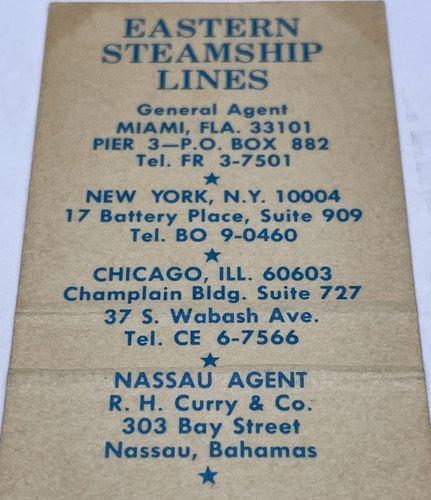 EASTERN
STEAMSHIP
LINES
General Agent
MIAMI, FLA. 33101
PIER 3—P.O. BOX 882
Tel. FR 3-7501
★
NEW YORK, N.Y. 10004
17 Battery Place, Suite 909
Tel. BO 9-0460
★
CHICAGO, ILL. 60603
Champlain Bldg. Suite 727
37 S. Wabash Ave.
Tel. CE 6-7566
★
NASSAU AGENT
R. H. Curry & Co.
303 Bay Street
Nassau, Bahamas
★